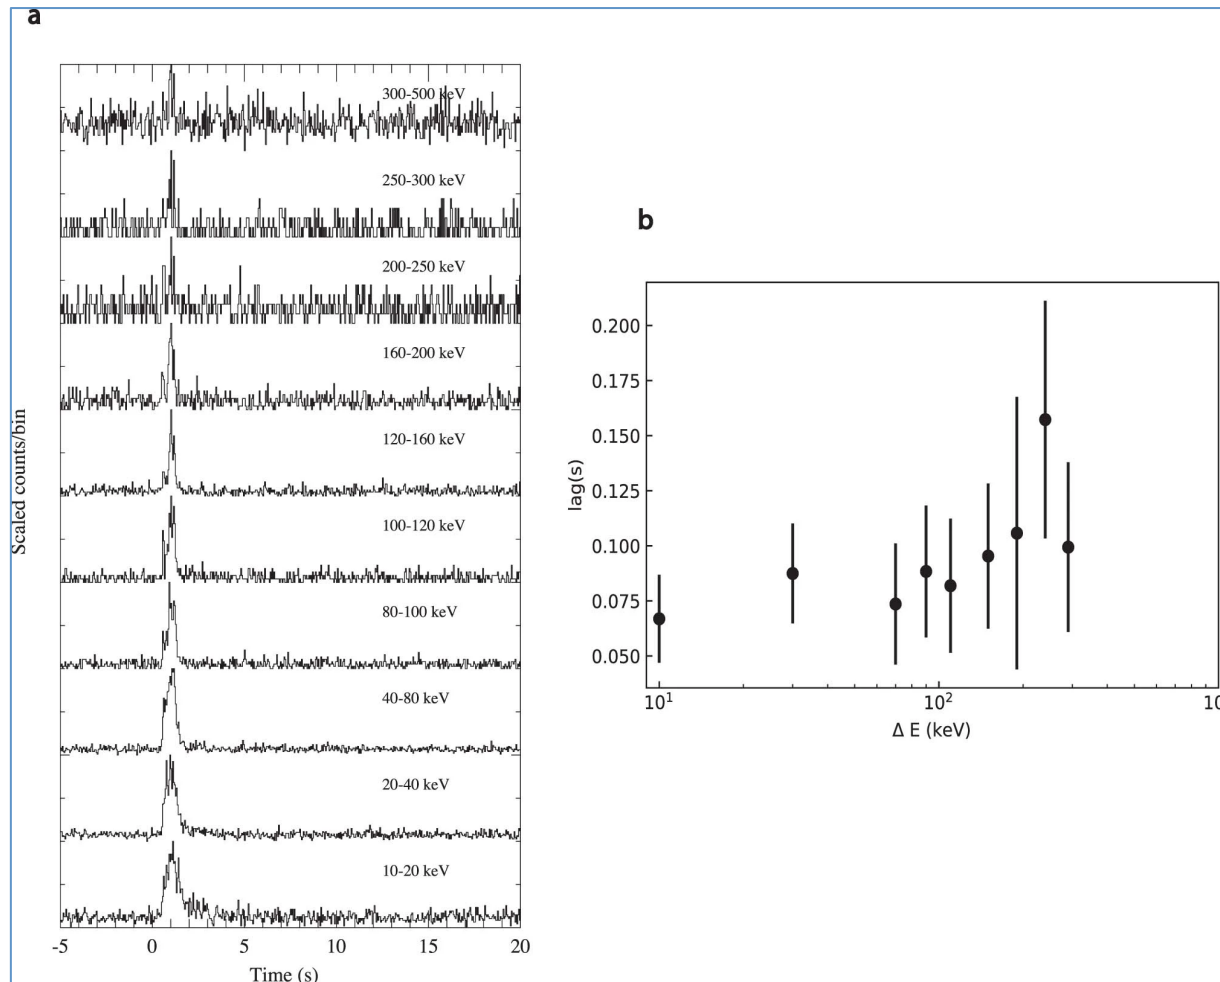 a
300-500 keV
250-300 keV
200-250 keV
160-200 keV
120-160 keV
100-120 keV
80-100 keV
40-80 keV
20-40 keV
10-20 keV
Scaled counts/bin
-5 0 5 10 15 20
Time (s)
b
0.200
0.175
0.150
0.125
0.100
0.075
0.050
lag(s)
10¹ 10² 10
Δ E (keV)